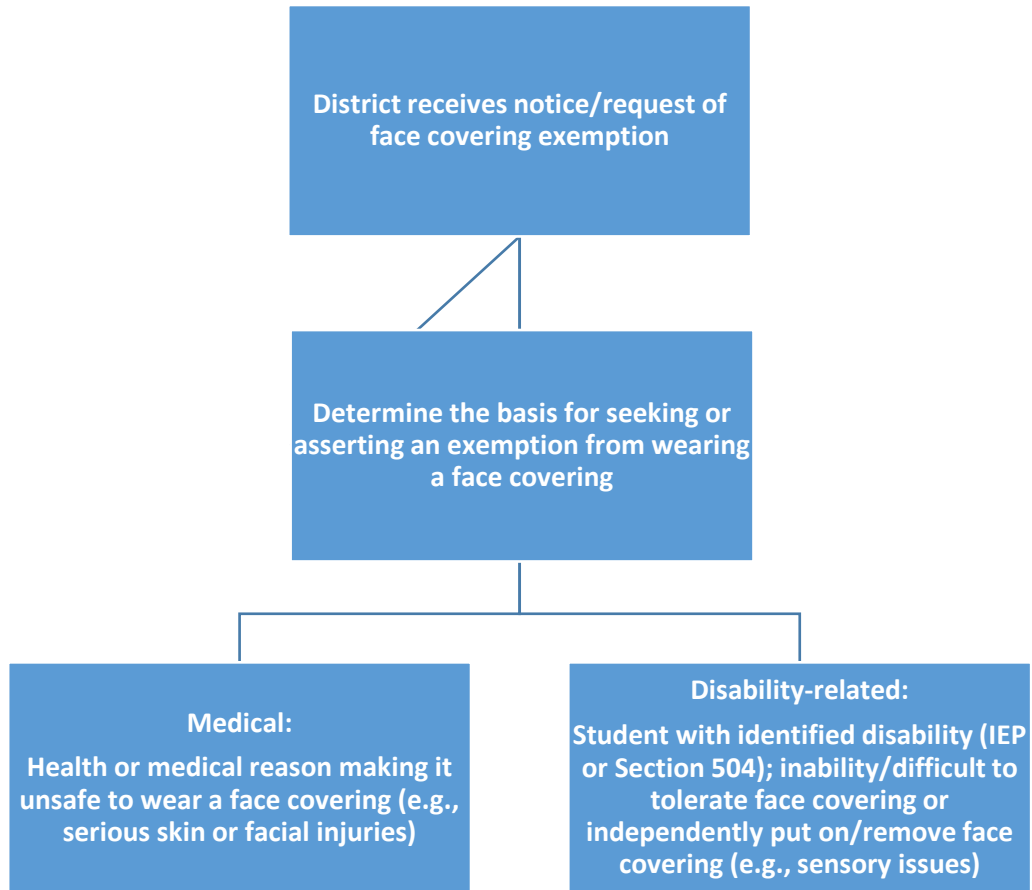 District receives notice/request of
face covering exemption
Determine the basis for seeking or
asserting an exemption from wearing
a face covering
Medical:
Health or medical reason making it
unsafe to wear a face covering (e.g.,
serious skin or facial injuries)
Disability-related:
Student with identified disability (IEP
or Section 504); inability/difficult to
tolerate face covering or
independently put on/remove face
covering (e.g., sensory issues)